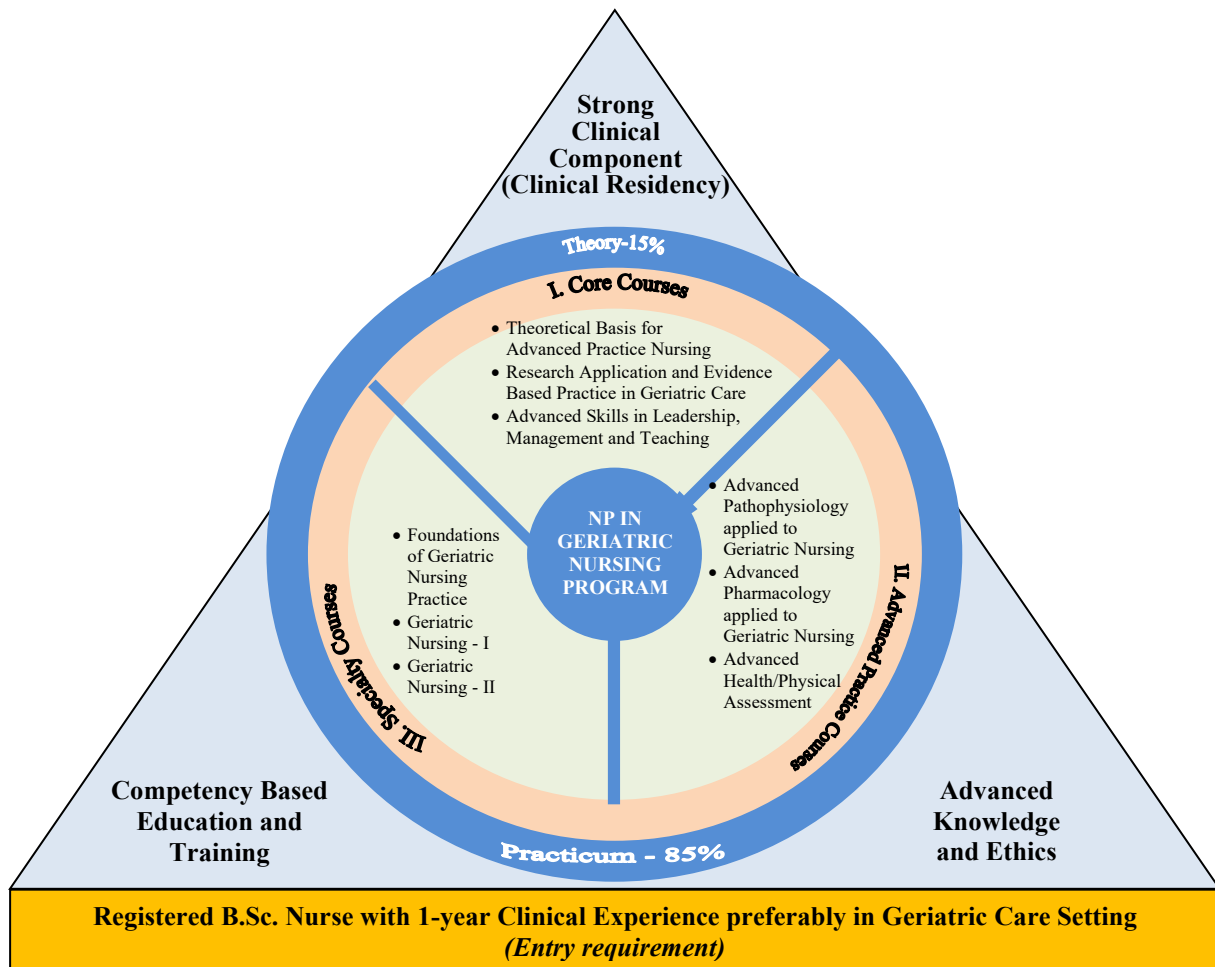 Strong
Clinical
Component
(Clinical Residency)
Theory-15%
I. Core Courses
• Theoretical Basis for
Advanced Practice Nursing
• Research Application and Evidence
Based Practice in Geriatric Care
• Advanced Skills in Leadership,
Management and Teaching
NP IN
GERIATRIC
NURSING
PROGRAM
• Advanced
Pathophysiology
applied to
Geriatric Nursing
• Advanced
Pharmacology
applied to
Geriatric Nursing
• Advanced
Health/Physical
Assessment
II. Advanced Practice Courses
• Foundations
of Geriatric
Nursing
Practice
• Geriatric
Nursing - I
• Geriatric
Nursing - II
III. Specialty Courses
Competency Based
Education and
Training
Advanced
Knowledge
and Ethics
Practicum - 85%
Registered B.Sc. Nurse with 1-year Clinical Experience preferably in Geriatric Care Setting
(Entry requirement)